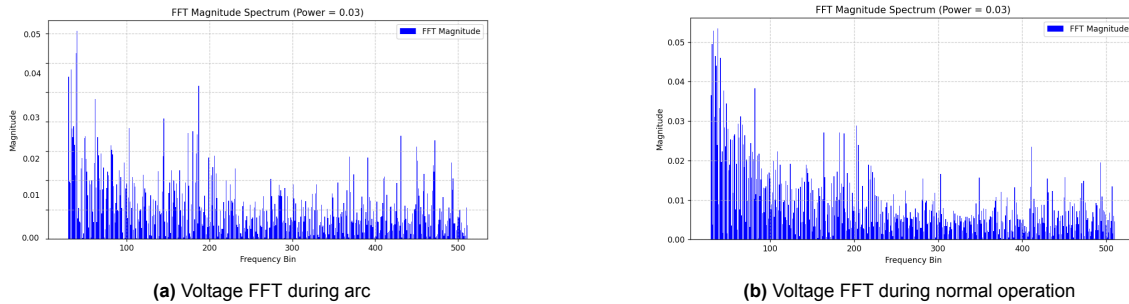 FFT Magnitude Spectrum (Power = 0.03)
FFT Magnitude
0.05
0.04
0.03
0.02
0.01
0.00
Magnitude
100
200
300
400
500
Frequency Bin
(a) Voltage FFT during arc
FFT Magnitude Spectrum (Power = 0.03)
FFT Magnitude
0.05
0.04
0.03
0.02
0.01
0.00
Magnitude
100
200
300
400
500
Frequency Bin
(b) Voltage FFT during normal operation